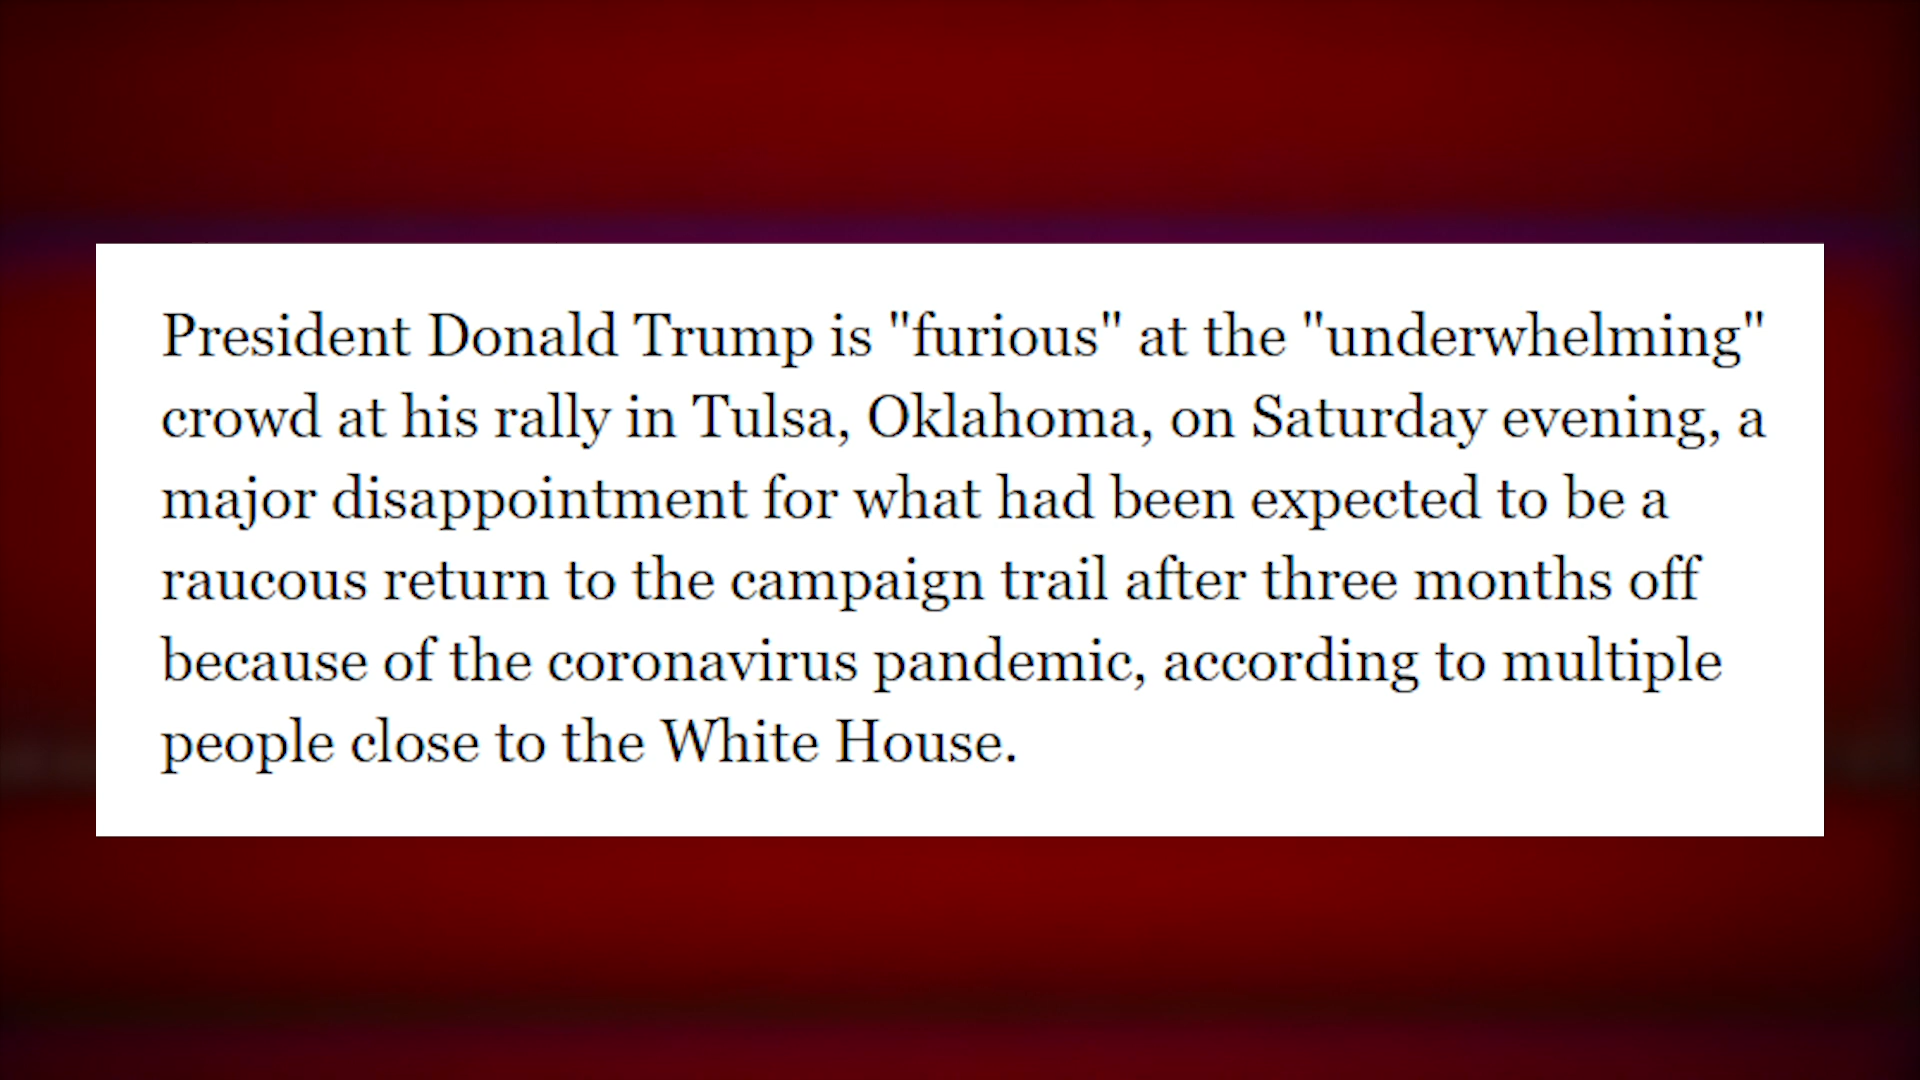 President Donald Trump is "furious" at the "underwhelming"
crowd at his rally in Tulsa, Oklahoma, on Saturday evening, a
major disappointment for what had been expected to be a
raucous return to the campaign trail after three months off
because of the coronavirus pandemic, according to multiple
people close to the White House.